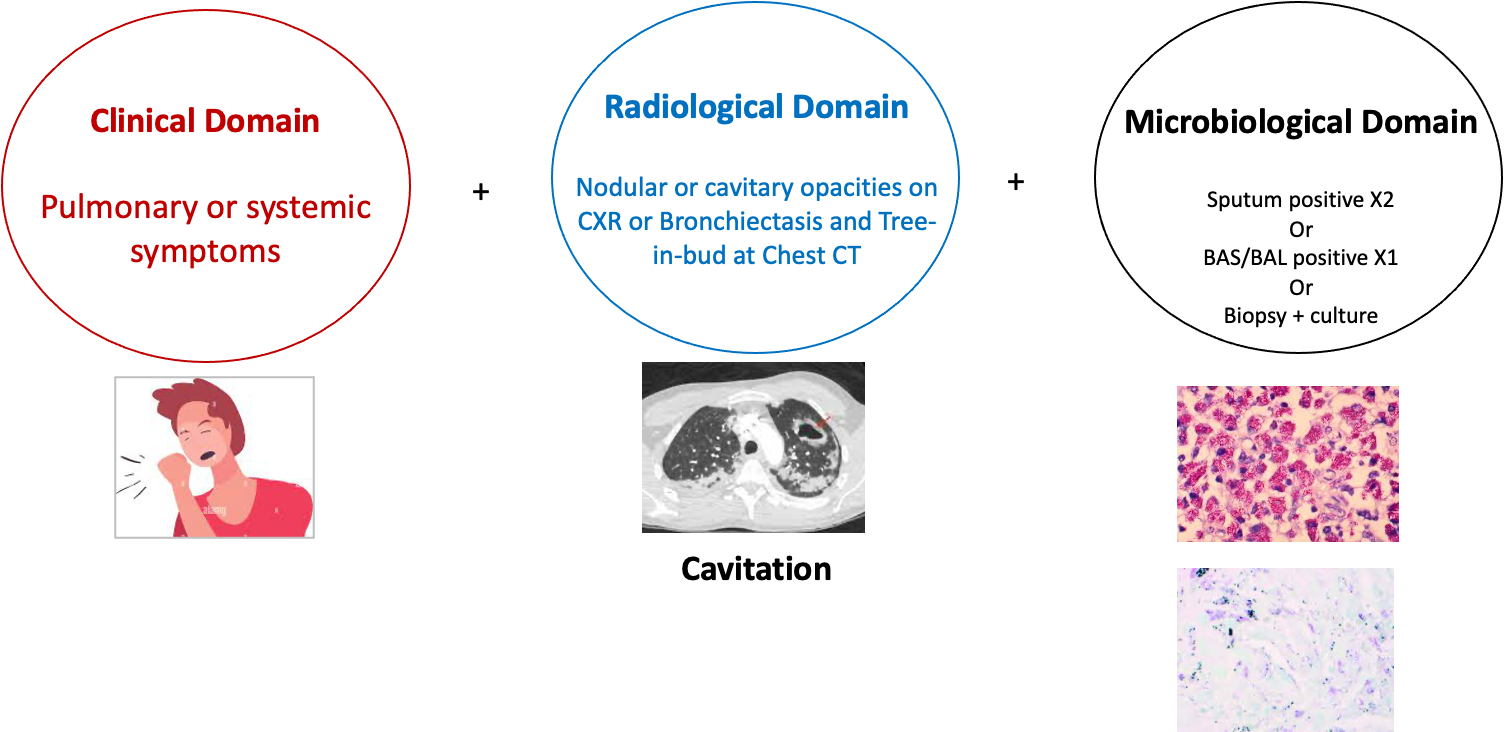 Clinical Domain
Pulmonary or systemic
symptoms
+
Radiological Domain
Nodular or cavitary opacities on
CXR or Bronchiectasis and Tree-
in-bud at Chest CT
+
Microbiological Domain
Sputum positive X2
Or
BAS/BAL positive X1
Or
Biopsy + culture
alamy
Cavitation